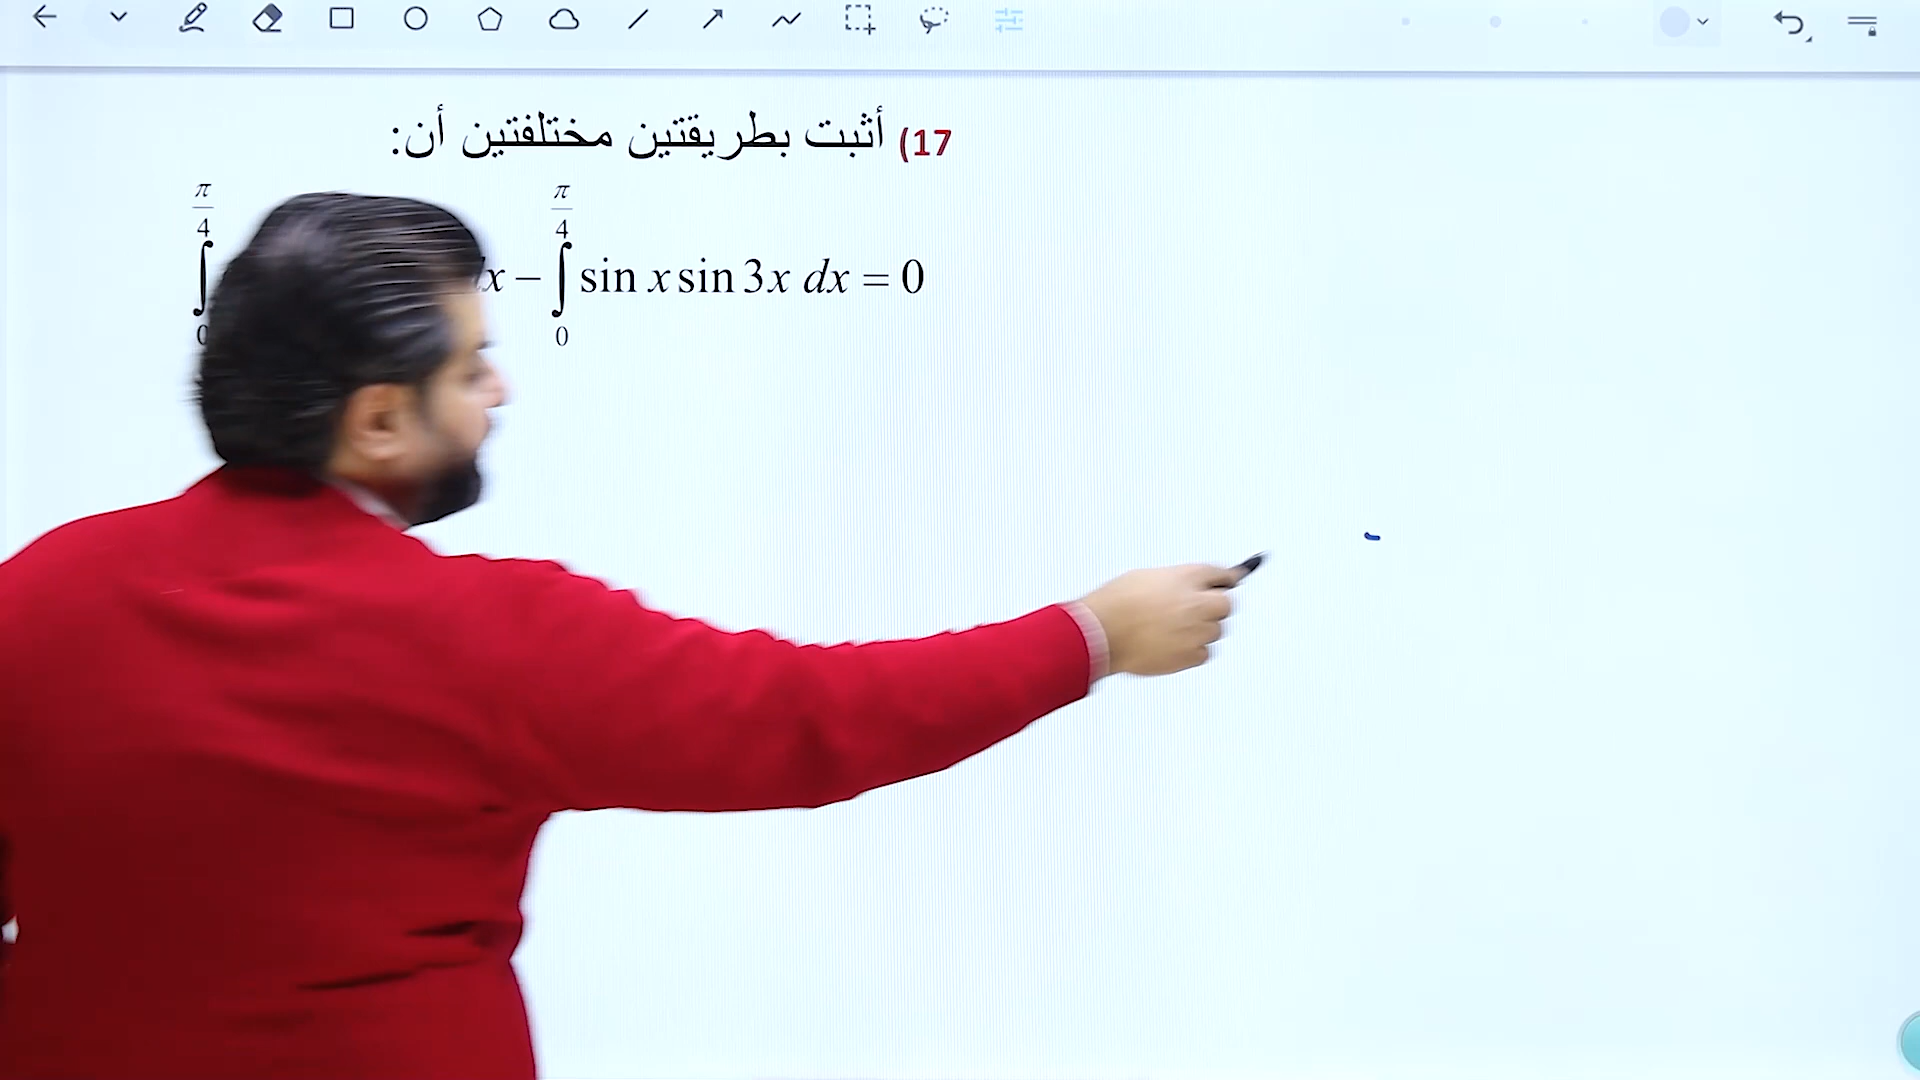 17) أثبت بطريقتين مختلفتين أن:
π/4 ∫ 0 x − π/4 ∫ 0 sin x sin 3x dx = 0